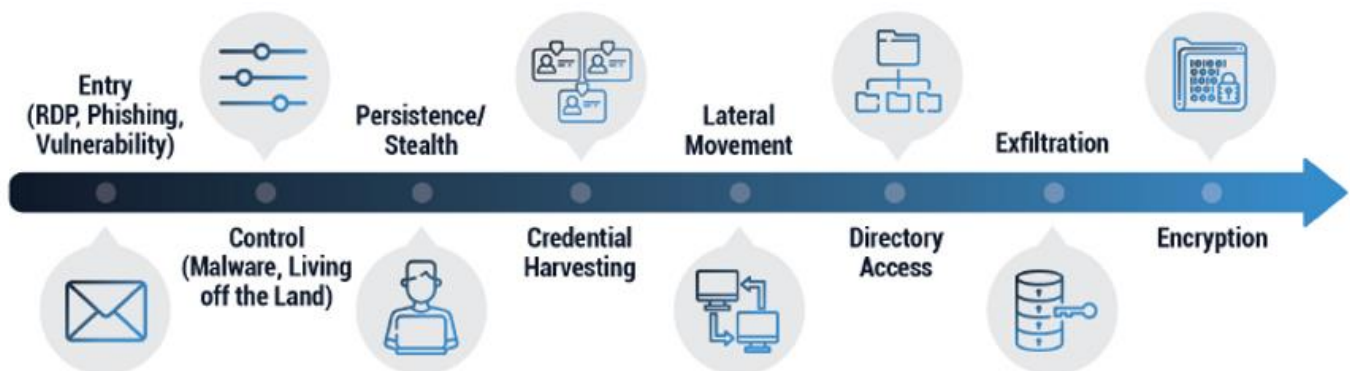 Entry
(RDP, Phishing,
Vulnerability)
Control
(Malware, Living
off the Land)
Persistence/
Stealth
Credential
Harvesting
Lateral
Movement
Directory
Access
Exfiltration
Encryption